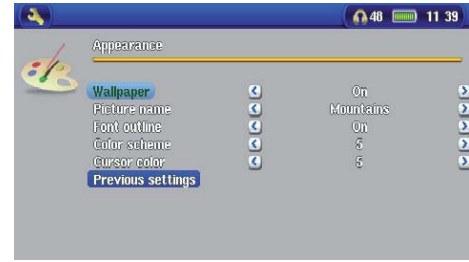 48 11 39
Appearance
Wallpaper On
Picture name Mountains
Font outline On
Color scheme 5
Cursor color 5
Previous settings